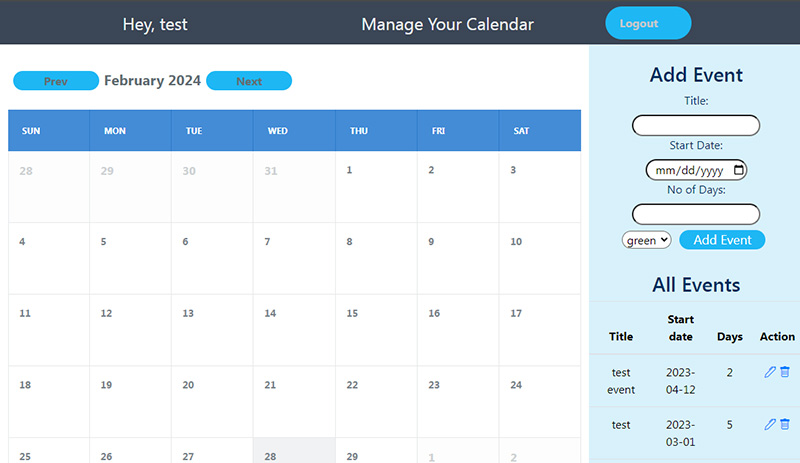 Hey, test Manage Your Calendar Logout
Prev February 2024 Next
SUN MON TUE WED THU FRI SAT
28 29 30 31 1 2 3
4 5 6 7 8 9 10
11 12 13 14 15 16 17
18 19 20 21 22 23 24
25 26 27 28 29 1 2
Add Event
Title:
Start Date:
mm/dd/yyyy
No of Days:
green Add Event
All Events
Title Start date Days Action
test event 2023-04-12 2
test 2023-03-01 5